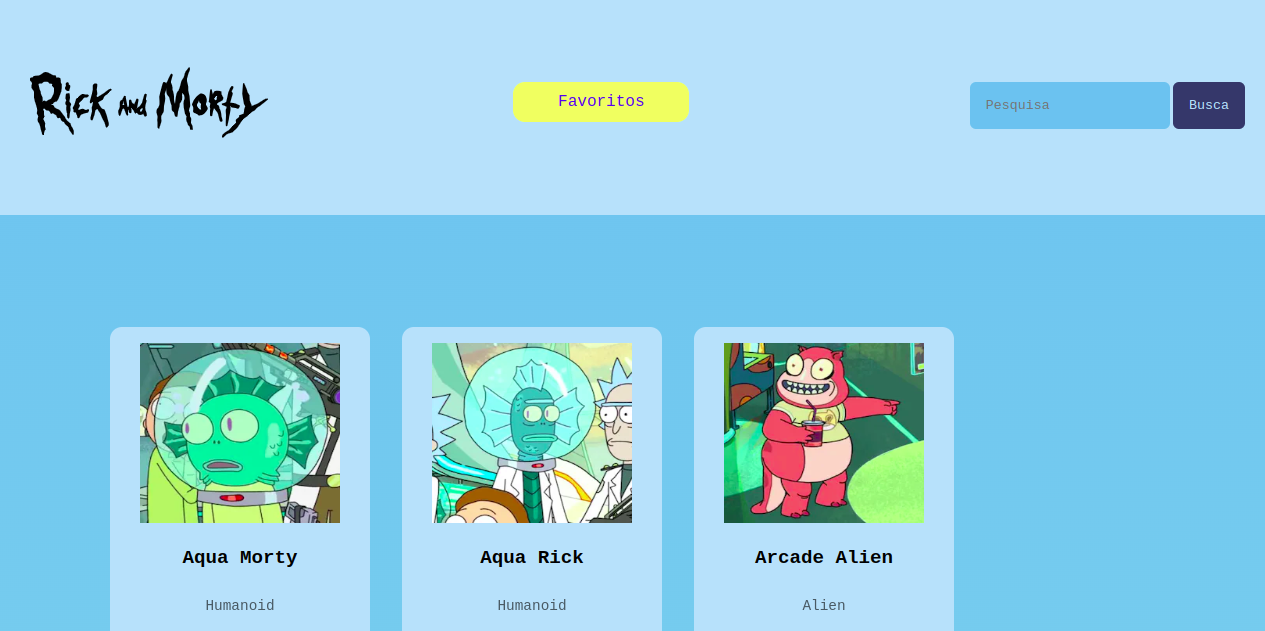 Rick and Morty
Favoritos
Pesquisa
Busca
Aqua Morty
Aqua Rick
Arcade Alien
Humanoid
Humanoid
Alien